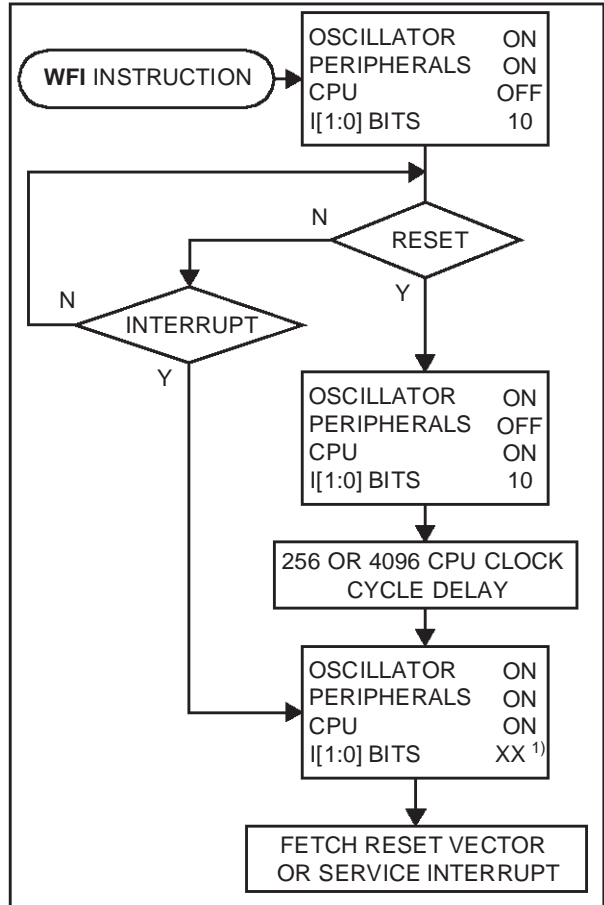 WFI INSTRUCTION
OSCILLATOR ON
PERIPHERALS ON
CPU OFF
I[1:0] BITS 10
N
RESET
Y
N
INTERRUPT
Y
OSCILLATOR ON
PERIPHERALS OFF
CPU ON
I[1:0] BITS 10
256 OR 4096 CPU CLOCK
CYCLE DELAY
OSCILLATOR ON
PERIPHERALS ON
CPU ON
I[1:0] BITS XX 1)
FETCH RESET VECTOR
OR SERVICE INTERRUPT